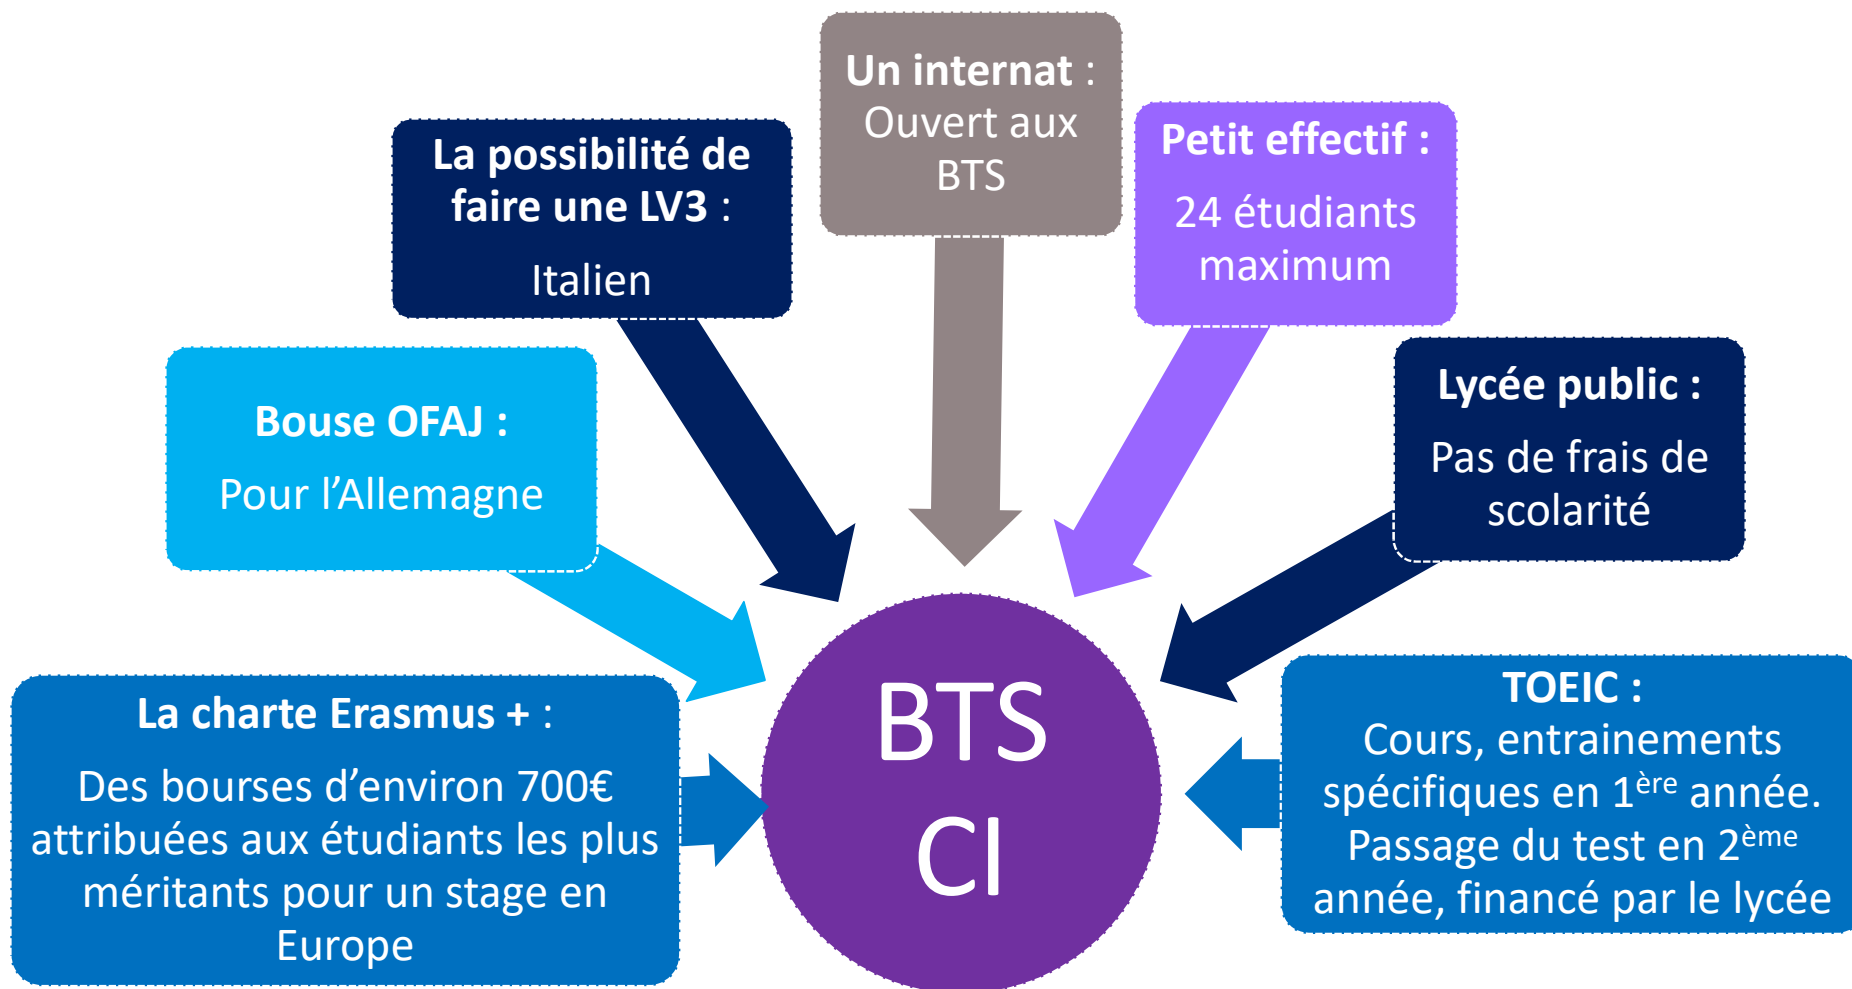 Un internat :
Ouvert aux
BTS
La possibilité de
faire une LV3 :
Italien
Petit effectif :
24 étudiants
maximum
Bouse OFAJ :
Pour l’Allemagne
Lycée public :
Pas de frais de
scolarité
La charte Erasmus + :
Des bourses d’environ 700€
attribuées aux étudiants les plus
méritants pour un stage en
Europe
BTS
CI
TOEIC :
Cours, entrainements
spécifiques en 1ère année.
Passage du test en 2ème
année, financé par le lycée